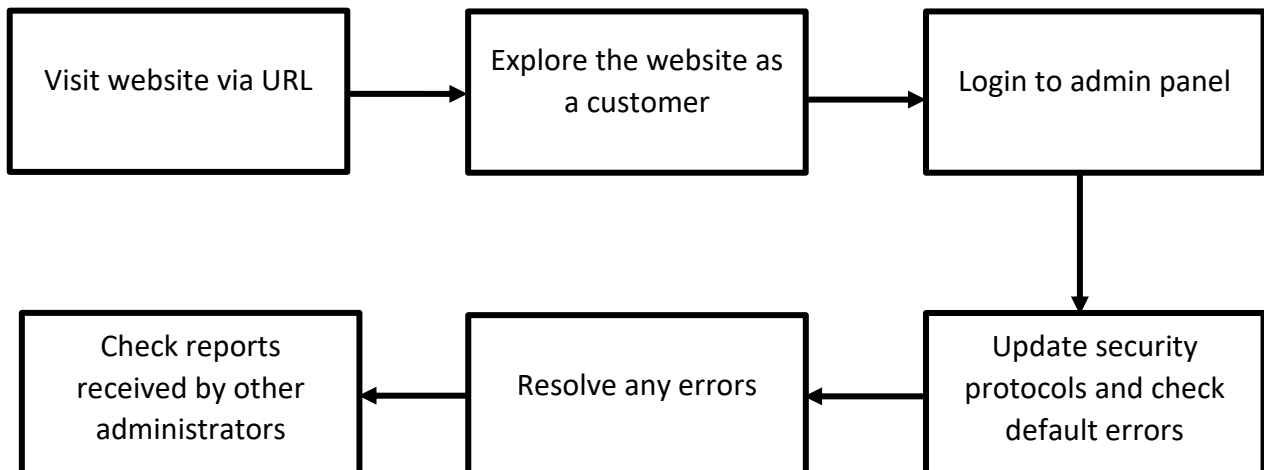 Visit website via URL
Explore the website as
a customer
Login to admin panel
Update security
protocols and check
default errors
Resolve any errors
Check reports
received by other
administrators